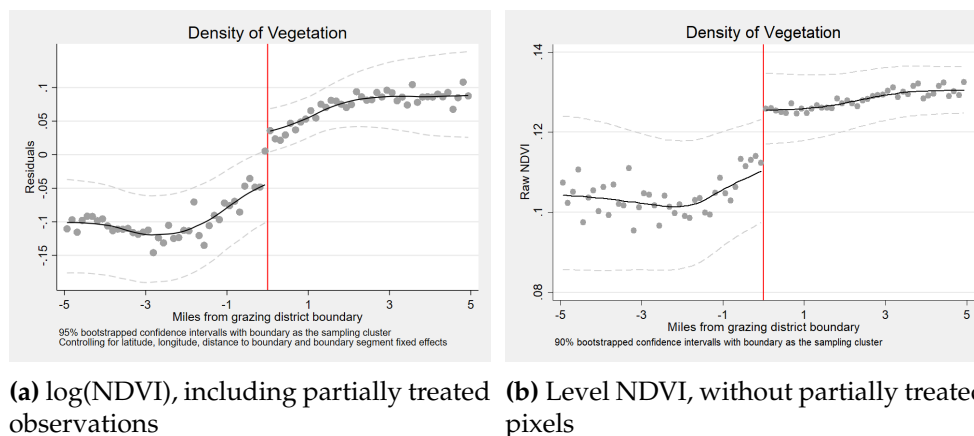 Density of Vegetation
Residuals
.1
.05
0
-.05
-.1
-.15
-5 -3 -1 1 3 5
Miles from grazing district boundary
95% bootstrapped confidence intervalls with boundary as the sampling cluster
Controlling for latitude, longitude, distance to boundary and boundary segment fixed effects
(a) log(NDVI), including partially treated
observations
Density of Vegetation
Raw NDVI
.14
.12
.1
.08
-5 -3 -1 1 3 5
Miles from grazing district boundary
90% bootstrapped confidence intervalls with boundary as the sampling cluster
(b) Level NDVI, without partially treated
pixels